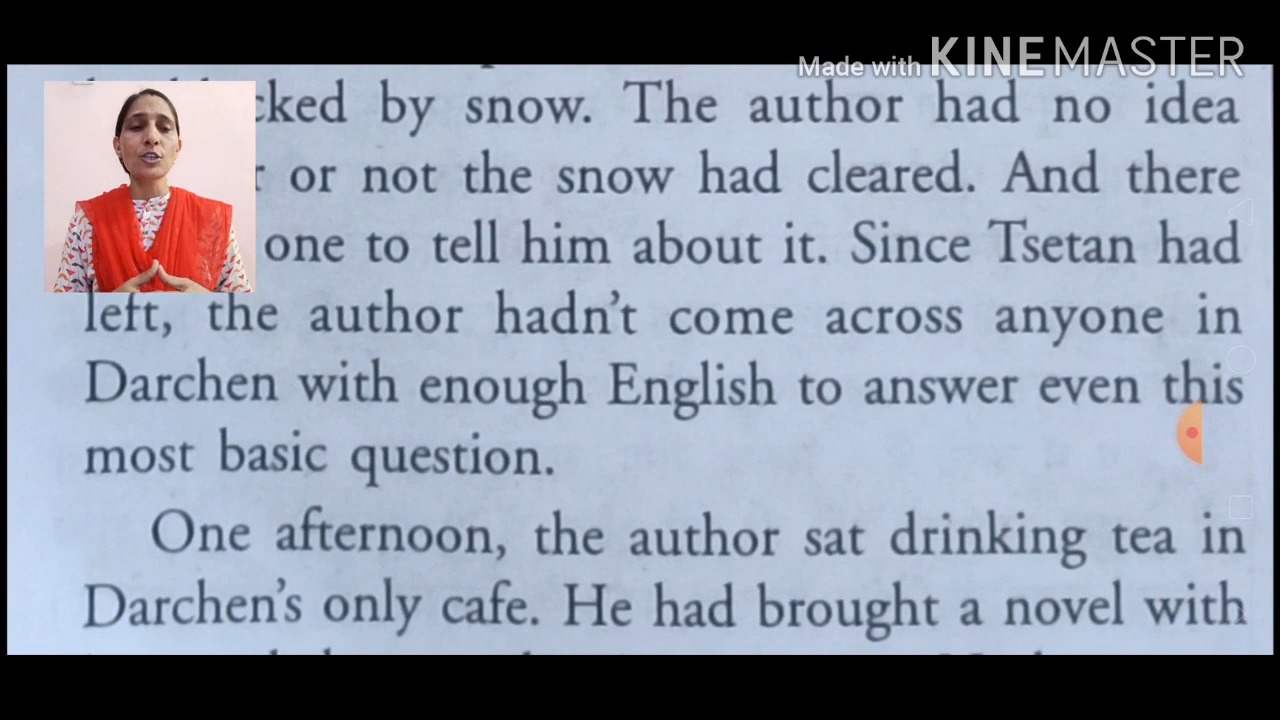 Made with KINEMASTER
by snow. The author had no idea
or not the snow had cleared. And there
one to tell him about it. Since Tsetan had
left, the author hadn't come across anyone in
Darchen with enough English to answer even this
most basic question.
One afternoon, the author sat drinking tea in
Darchen's only cafe. He had brought a novel with